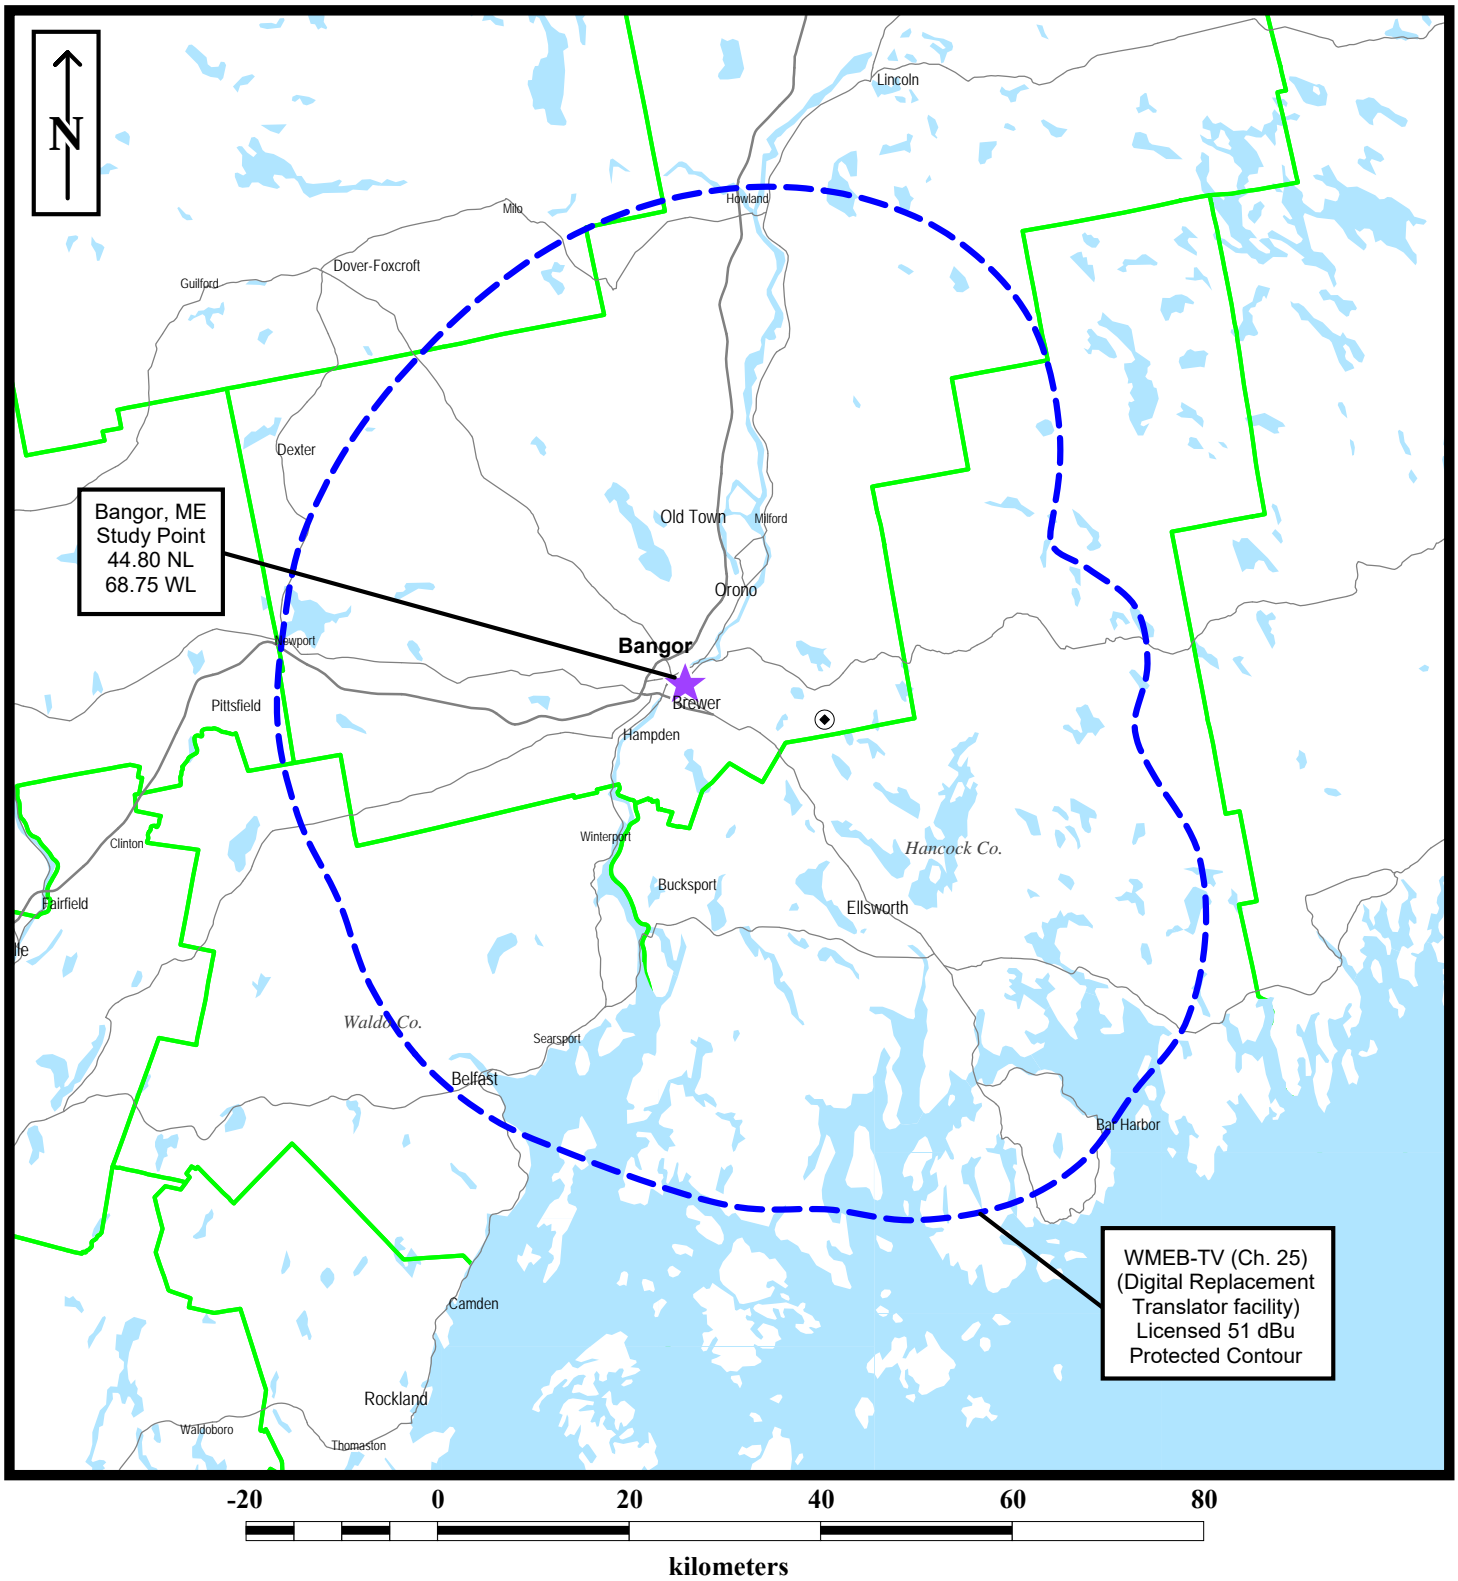 N
Lincoln
Howland
Milo
Dover-Foxcroft
Guilford
Dexter
Bangor, ME
Study Point
44.80 NL
68.75 WL
Old Town
Milford
Orono
Bangor
Newport
Brewer
Pittsfield
Hampden
Winterport
Clinton
Hancock Co.
Bucksport
Fairfield
Ellsworth
lle
Waldo Co.
Searsport
Belfast
Bar Harbor
WMEB-TV (Ch. 25)
(Digital Replacement
Translator facility)
Licensed 51 dBu
Protected Contour
Camden
Rockland
Waldoboro
Thomaston
-20 0 20 40 60 80
kilometers